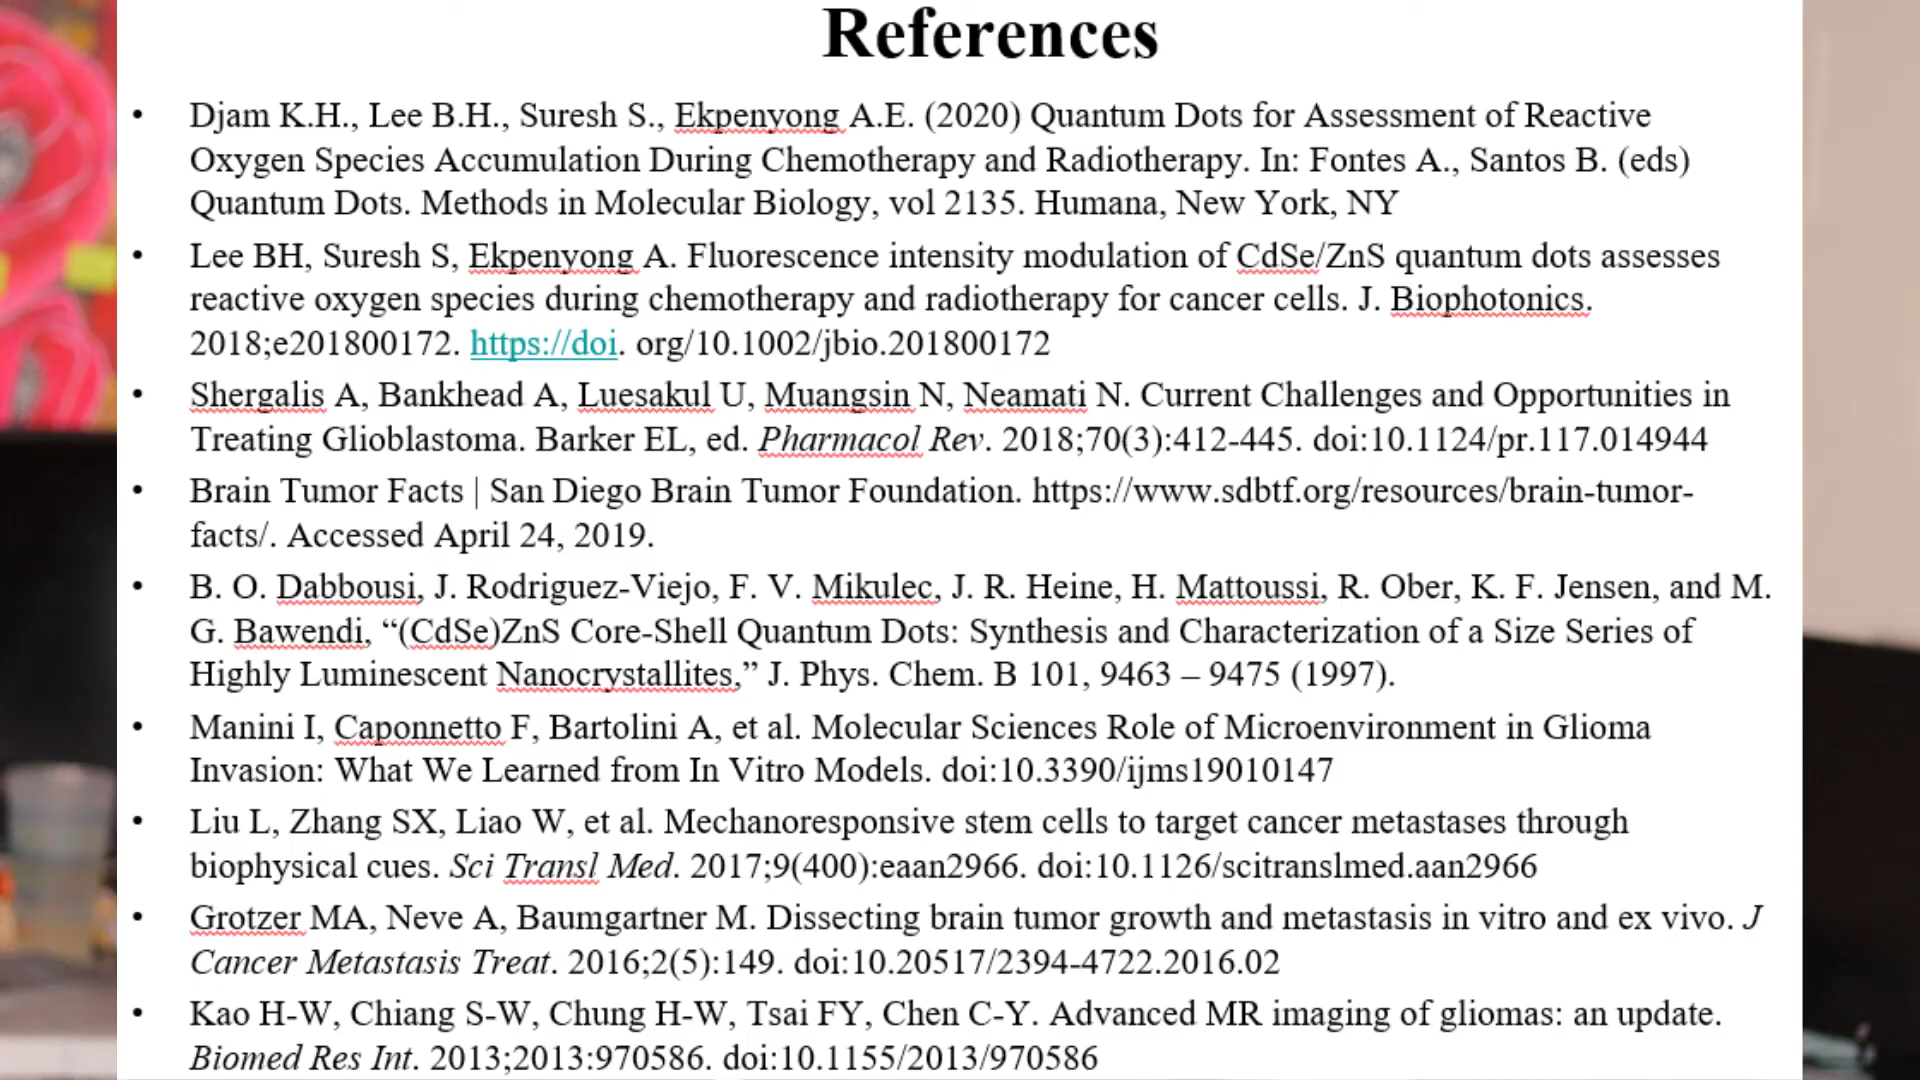 References
• Djam K.H., Lee B.H., Suresh S., Ekpenyong A.E. (2020) Quantum Dots for Assessment of Reactive
Oxygen Species Accumulation During Chemotherapy and Radiotherapy. In: Fontes A., Santos B. (eds)
Quantum Dots. Methods in Molecular Biology, vol 2135. Humana, New York, NY
• Lee BH, Suresh S, Ekpenyong A. Fluorescence intensity modulation of CdSe/ZnS quantum dots assesses
reactive oxygen species during chemotherapy and radiotherapy for cancer cells. J. Biophotonics.
2018;e201800172. https://doi. org/10.1002/jbio.201800172
• Shergalis A, Bankhead A, Luesakul U, Muangsin N, Neamati N. Current Challenges and Opportunities in
Treating Glioblastoma. Barker EL, ed. Pharmacol Rev. 2018;70(3):412-445. doi:10.1124/pr.117.014944
• Brain Tumor Facts | San Diego Brain Tumor Foundation. https://www.sdbtf.org/resources/brain-tumor-
facts/. Accessed April 24, 2019.
• B. O. Dabbousi, J. Rodriguez-Viejo, F. V. Mikulec, J. R. Heine, H. Mattoussi, R. Ober, K. F. Jensen, and M.
G. Bawendi, “(CdSe)ZnS Core-Shell Quantum Dots: Synthesis and Characterization of a Size Series of
Highly Luminescent Nanocrystallites,” J. Phys. Chem. B 101, 9463 – 9475 (1997).
• Manini I, Caponnetto F, Bartolini A, et al. Molecular Sciences Role of Microenvironment in Glioma
Invasion: What We Learned from In Vitro Models. doi:10.3390/ijms19010147
• Liu L, Zhang SX, Liao W, et al. Mechanoresponsive stem cells to target cancer metastases through
biophysical cues. Sci Transl Med. 2017;9(400):eaan2966. doi:10.1126/scitranslmed.aan2966
• Grotzer MA, Neve A, Baumgartner M. Dissecting brain tumor growth and metastasis in vitro and ex vivo. J
Cancer Metastasis Treat. 2016;2(5):149. doi:10.20517/2394-4722.2016.02
• Kao H-W, Chiang S-W, Chung H-W, Tsai FY, Chen C-Y. Advanced MR imaging of gliomas: an update.
Biomed Res Int. 2013;2013:970586. doi:10.1155/2013/970586